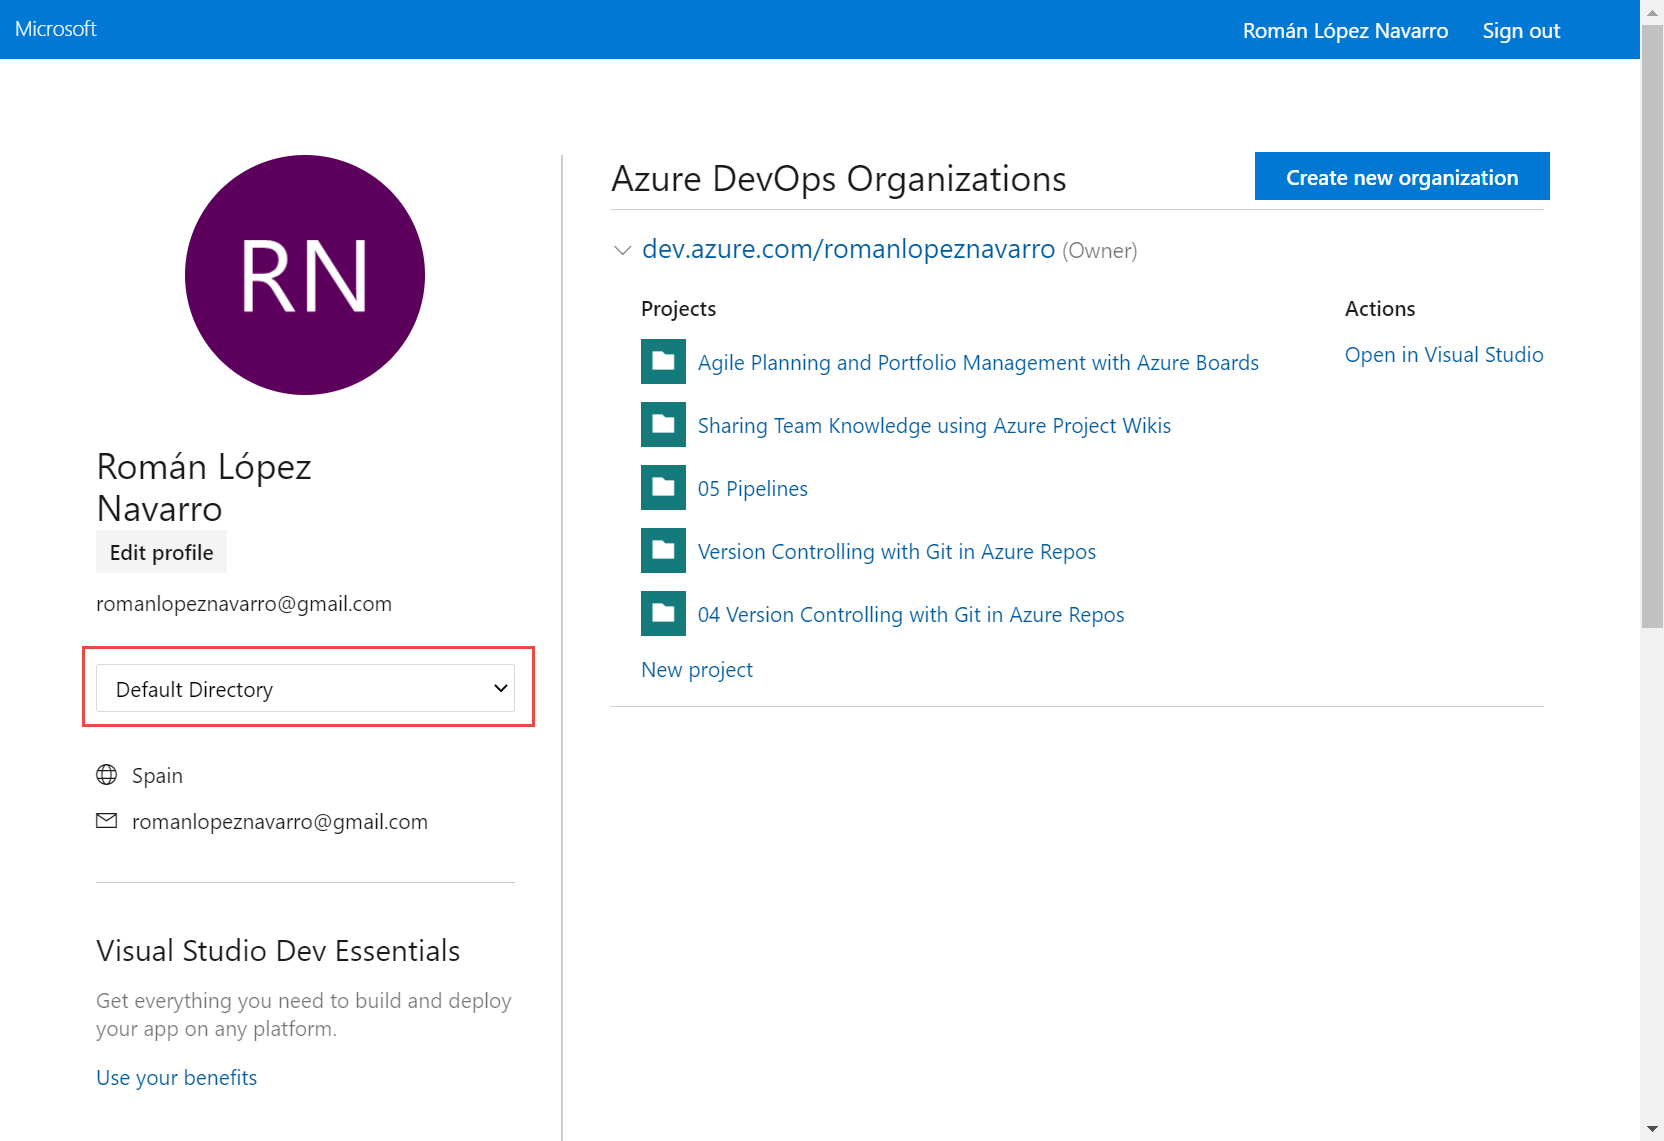 Microsoft
Román López Navarro Sign out
RN
Román López
Navarro
Edit profile
romanlopeznavarro@gmail.com
Default Directory
Spain
romanlopeznavarro@gmail.com
Visual Studio Dev Essentials
Get everything you need to build and deploy
your app on any platform.
Use your benefits
Azure DevOps Organizations
Create new organization
dev.azure.com/romanlopeznavarro (Owner)
Projects
Agile Planning and Portfolio Management with Azure Boards
Sharing Team Knowledge using Azure Project Wikis
05 Pipelines
Version Controlling with Git in Azure Repos
04 Version Controlling with Git in Azure Repos
New project
Actions
Open in Visual Studio